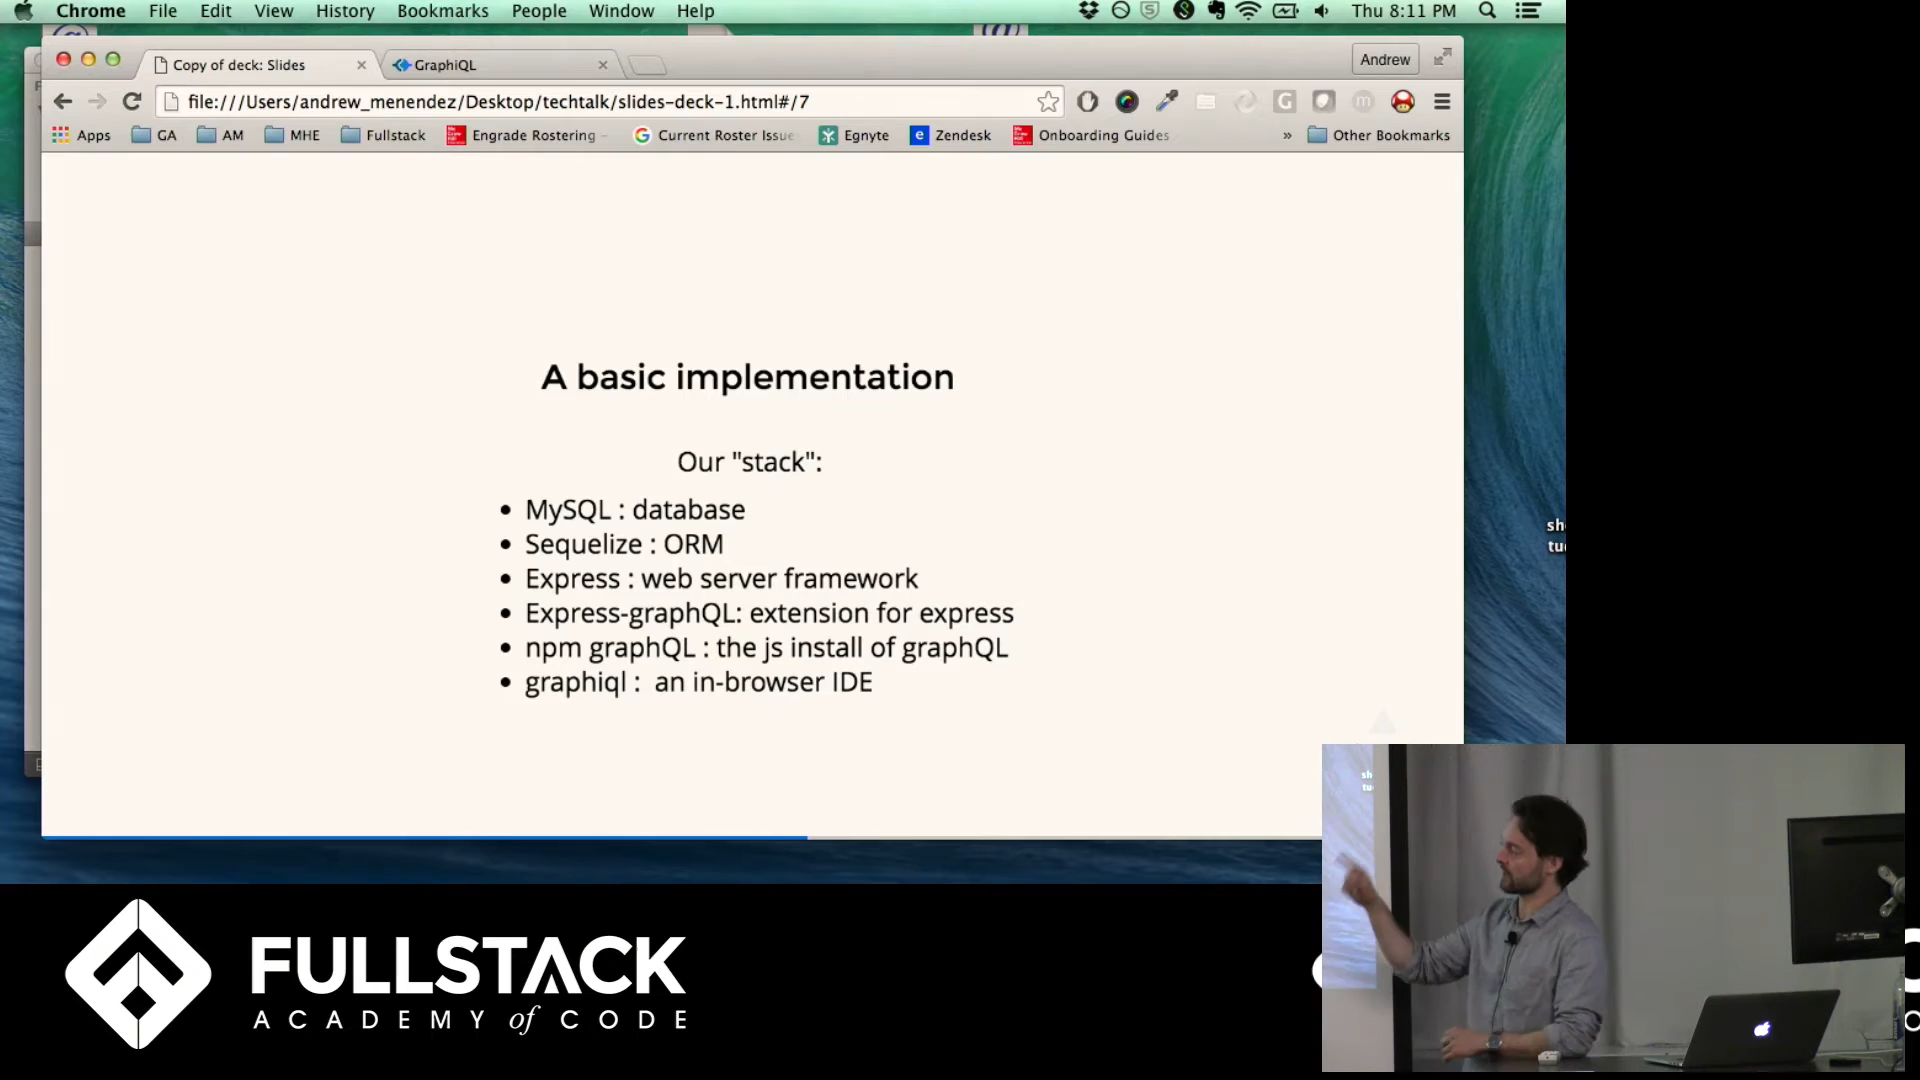 Chrome File Edit View History Bookmarks People Window Help Thu 8:11 PM
Copy of deck: Slides GraphiQL Andrew
file:///Users/andrew_menendez/Desktop/techtalk/slides-deck-1.html#/7
Apps GA AM MHE Fullstack Engrade Rostering - Current Roster Issue Egnyte Zendesk Onboarding Guides » Other Bookmarks
A basic implementation
Our "stack":
• MySQL : database
• Sequelize : ORM
• Express : web server framework
• Express-graphQL: extension for express
• npm graphQL : the js install of graphQL
• graphiql : an in-browser IDE
sh
tu
sh
tu
FULLSTACK
ACADEMY of CODE